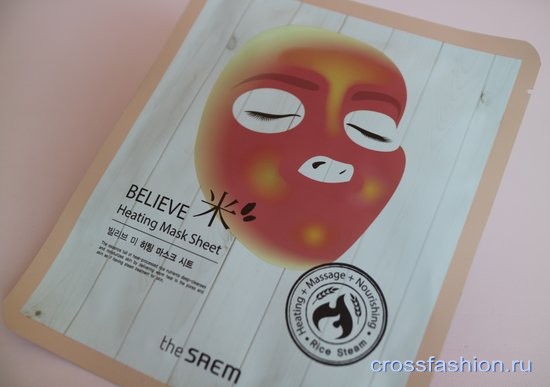 BELIEVE 米
Heating Mask Sheet
빌리브 미 히팅 마스크 시트
Heating + Massage + Nourishing
• Rice Steam •
the SAEM
crossfashion.ru